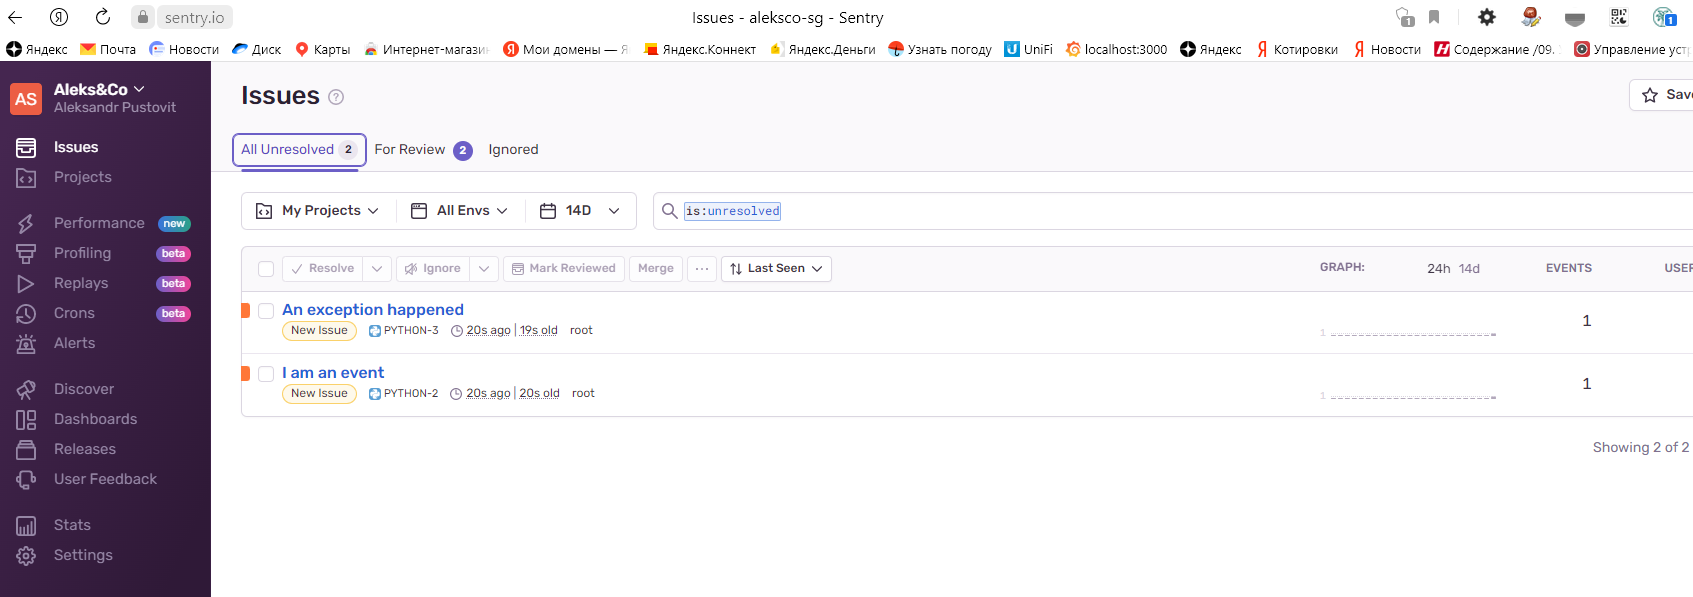 sentry.io
Issues - aleksco-sg - Sentry
1
1
Яндекс Почта Новости Диск Карты Интернет-магазин Мои домены — Я Яндекс.Коннект Яндекс.Деньги Узнать погоду UniFi localhost:3000 Яндекс Котировки Новости Содержание /09. Управление уст
AS
Aleks&Co
Aleksandr Pustovit
Issues
Projects
Performance new
Profiling beta
Replays beta
Crons beta
Alerts
Discover
Dashboards
Releases
User Feedback
Stats
Settings
Issues ?
Save
All Unresolved 2 For Review 2 Ignored
My Projects All Envs 14D is:unresolved
Resolve Ignore Mark Reviewed Merge ... Last Seen GRAPH: 24h 14d EVENTS USER
An exception happened
New Issue PYTHON-3 20s ago | 19s old root 1 1
I am an event
New Issue PYTHON-2 20s ago | 20s old root 1 1
Showing 2 of 2